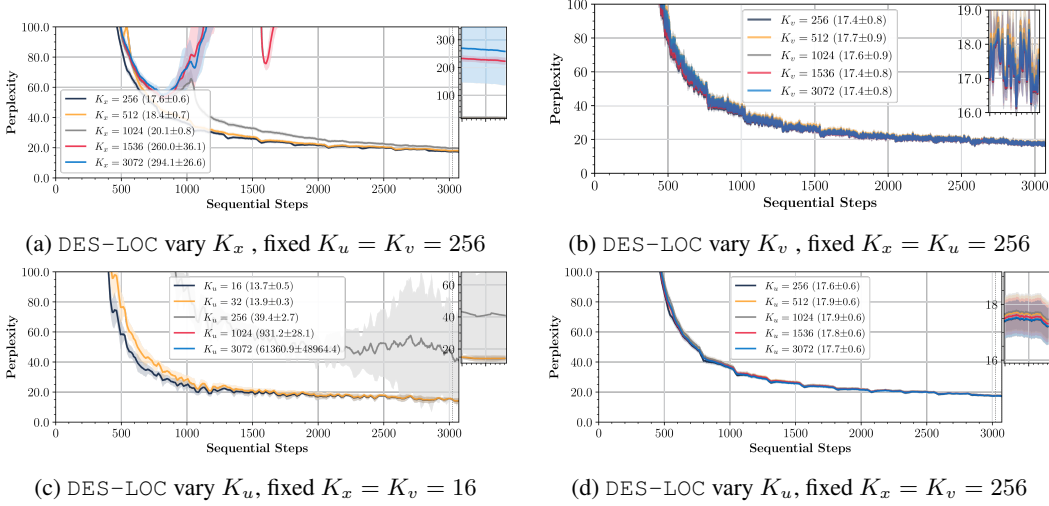 100.0
80.0
60.0
40.0
20.0
0.0
Perplexity
0
500
1000
1500
2000
2500
3000
Sequential Steps
K_x = 256 (17.6±0.6)
K_x = 512 (18.4±0.7)
K_x = 1024 (20.1±0.8)
K_x = 1536 (260.0±36.1)
K_x = 3072 (294.1±26.6)
300
200
100
(a) DES-LOC vary K_x , fixed K_u = K_v = 256
100
80
60
40
20
0
Perplexity
0
500
1000
1500
2000
2500
3000
Sequential Steps
K_v = 256 (17.4±0.8)
K_v = 512 (17.7±0.9)
K_v = 1024 (17.6±0.9)
K_v = 1536 (17.4±0.8)
K_v = 3072 (17.4±0.8)
19.0
18.0
17.0
16.0
(b) DES-LOC vary K_v , fixed K_x = K_u = 256
100.0
80.0
60.0
40.0
20.0
0.0
Perplexity
0
500
1000
1500
2000
2500
3000
Sequential Steps
K_u = 16 (13.7±0.5)
K_u = 32 (13.9±0.3)
K_u = 256 (39.4±2.7)
K_u = 1024 (931.2±28.1)
K_u = 3072 (61360.9±48964.4)
60
40
20
(c) DES-LOC vary K_u, fixed K_x = K_v = 16
100.0
80.0
60.0
40.0
20.0
0.0
Perplexity
0
500
1000
1500
2000
2500
3000
Sequential Steps
K_u = 256 (17.6±0.6)
K_u = 512 (17.9±0.6)
K_u = 1024 (17.9±0.6)
K_u = 1536 (17.8±0.6)
K_u = 3072 (17.7±0.6)
18
16
(d) DES-LOC vary K_u, fixed K_x = K_v = 256